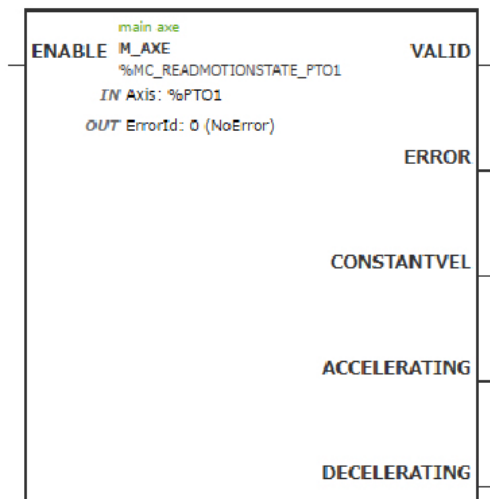 main axe
ENABLE M_AXE VALID
%MC_READMOTIONSTATE_PTO1
IN Axis: %PTO1
OUT ErrorId: 0 (NoError)
ERROR
CONSTANTVEL
ACCELERATING
DECELERATING